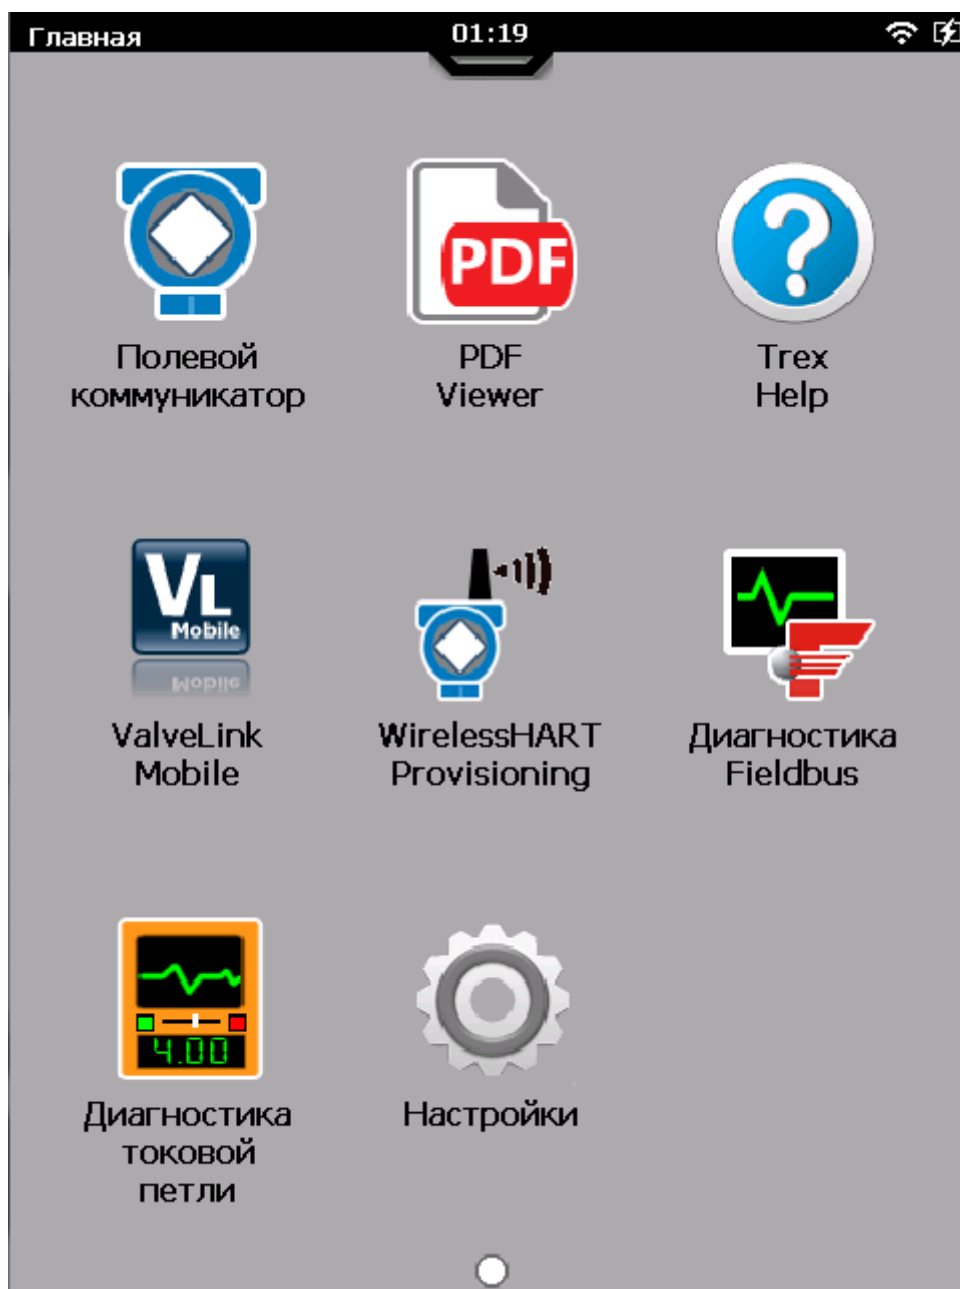 Главная
01:19
PDF
Полевой
коммуникатор
PDF
Viewer
Trex
Help
VL
Mobile
ValveLink
Mobile
WirelessHART
Provisioning
Диагностика
Fieldbus
4.00
Диагностика
токовой
петли
Настройки